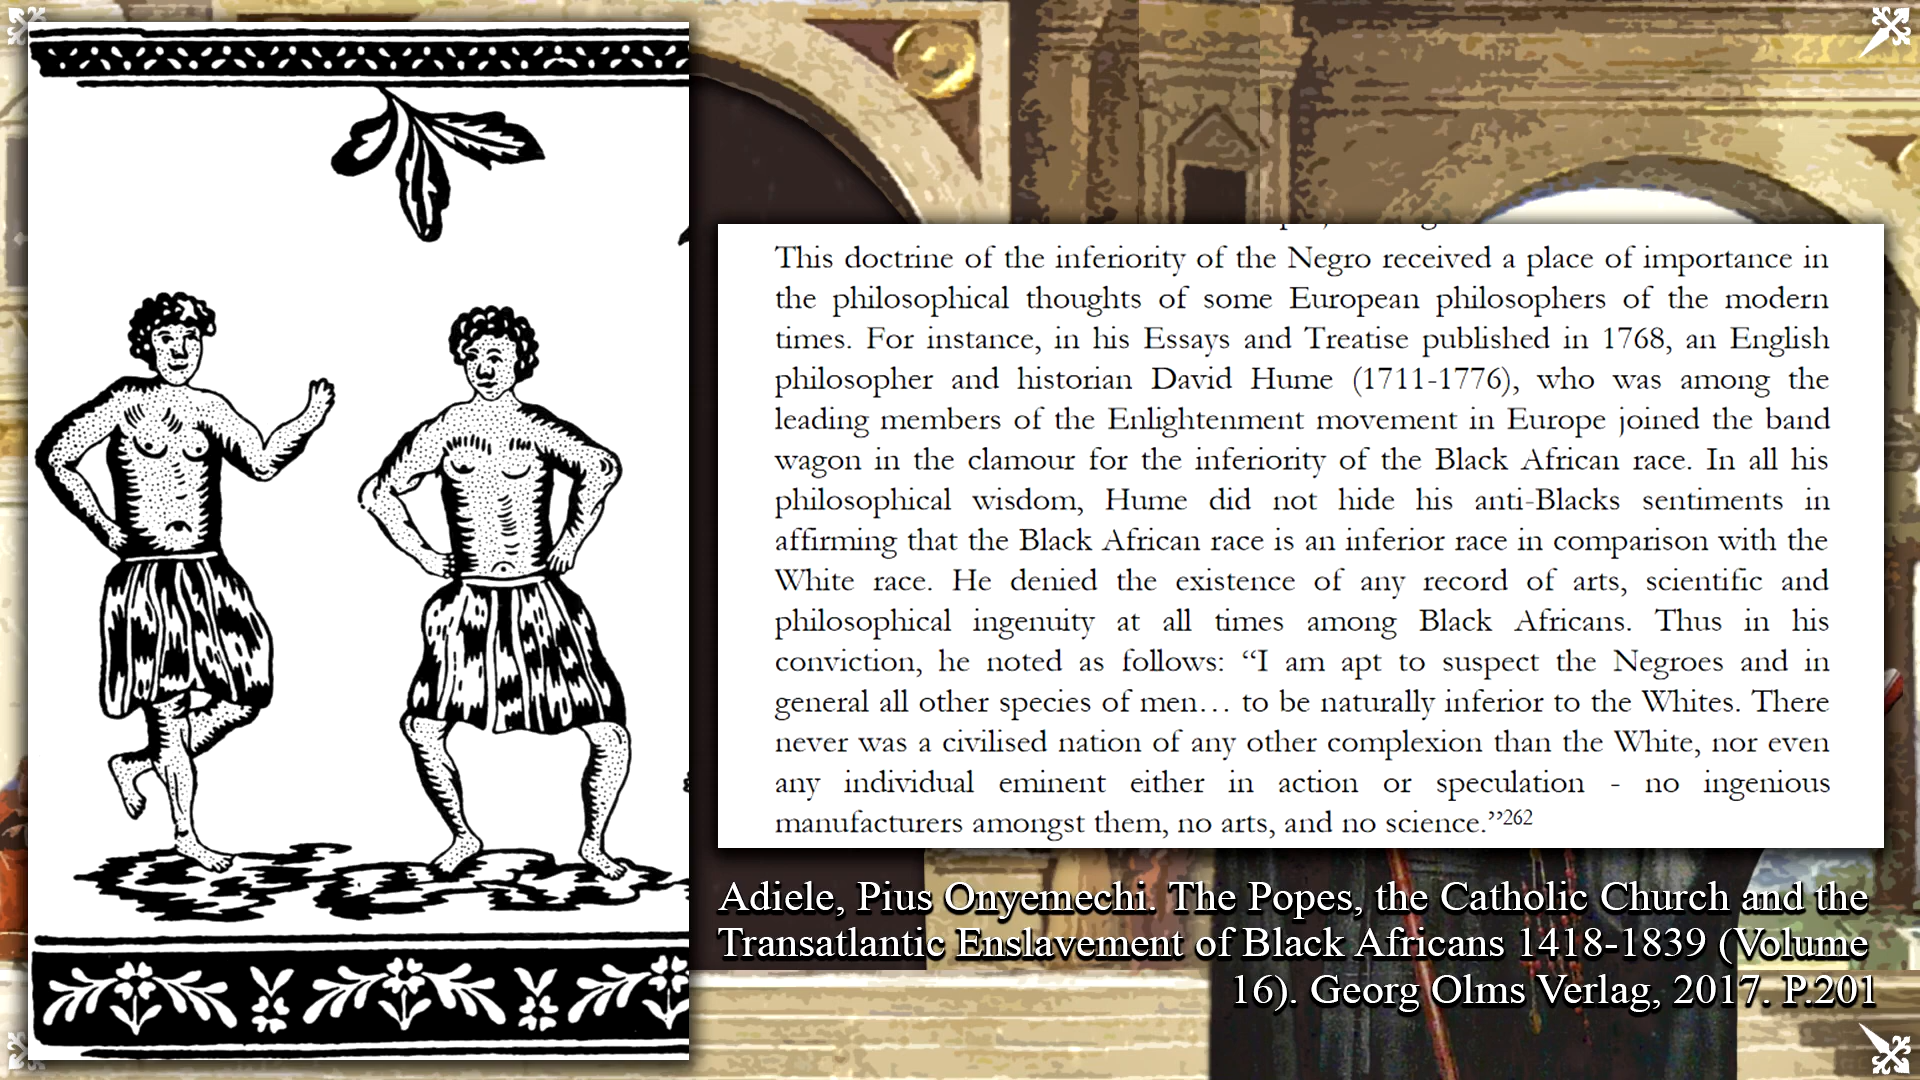 This doctrine of the inferiority of the Negro received a place of importance in
the philosophical thoughts of some European philosophers of the modern
times. For instance, in his Essays and Treatise published in 1768, an English
philosopher and historian David Hume (1711-1776), who was among the
leading members of the Enlightenment movement in Europe joined the band
wagon in the clamour for the inferiority of the Black African race. In all his
philosophical wisdom, Hume did not hide his anti-Blacks sentiments in
affirming that the Black African race is an inferior race in comparison with the
White race. He denied the existence of any record of arts, scientific and
philosophical ingenuity at all times among Black Africans. Thus in his
conviction, he noted as follows: “I am apt to suspect the Negroes and in
general all other species of men… to be naturally inferior to the Whites. There
never was a civilised nation of any other complexion than the White, nor even
any individual eminent either in action or speculation - no ingenious
manufacturers amongst them, no arts, and no science.”262
Adiele, Pius Onyemechi. The Popes, the Catholic Church and the
Transatlantic Enslavement of Black Africans 1418-1839 (Volume
16). Georg Olms Verlag, 2017. P.201